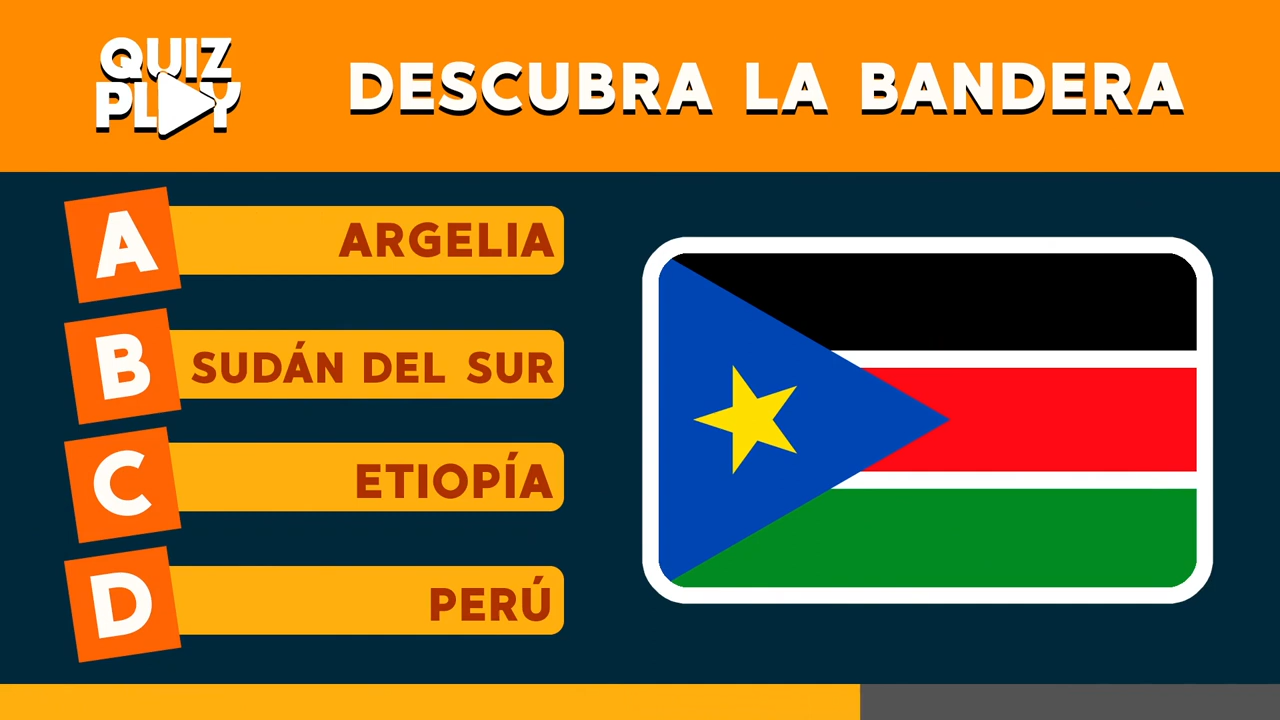 QUIZ
PLAY
DESCUBRA LA BANDERA
A ARGELIA
B SUDÁN DEL SUR
C ETIOPÍA
D PERÚ